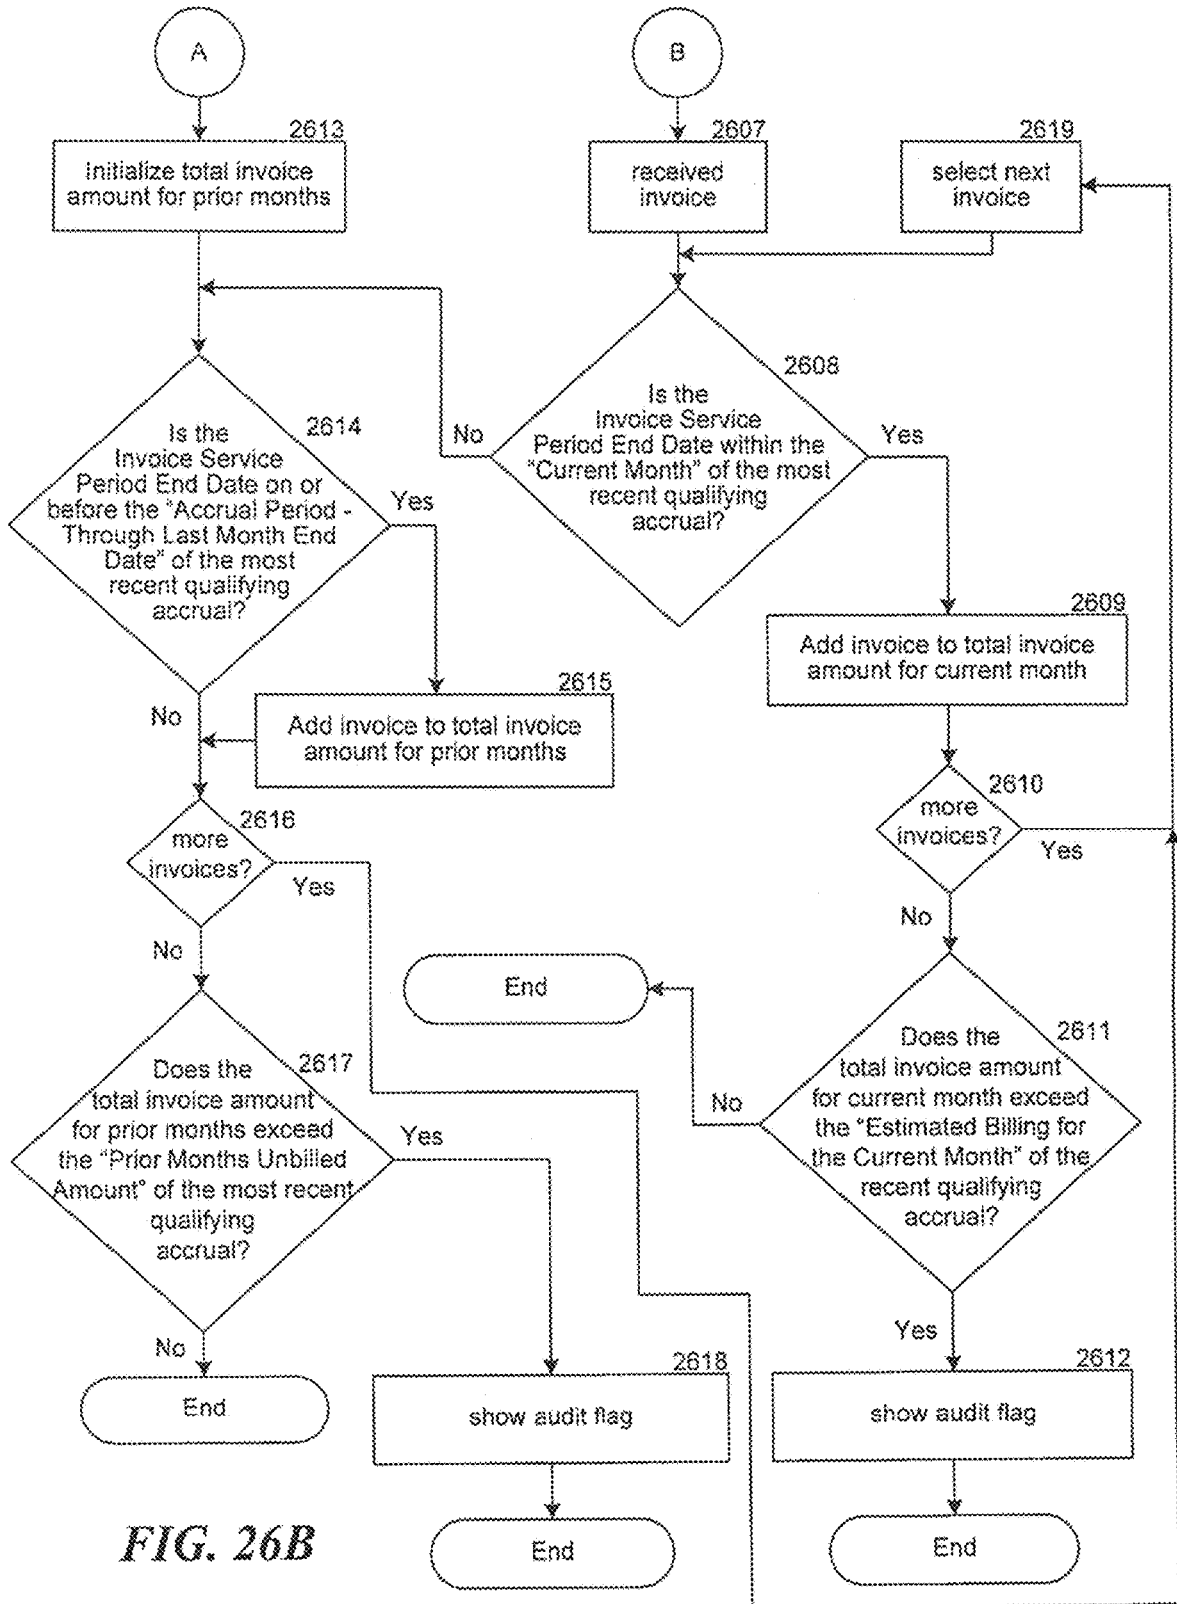 A
B
2613
Initialize total invoice
amount for prior months
2607
received
invoice
2619
select next
invoice
2614
Is the
Invoice Service
Period End Date on or
before the "Accrual Period -
Through Last Month End
Date" of the most
recent qualifying
accrual?
Yes
No
2608
Is the
Invoice Service
Period End Date within the
"Current Month" of the most
recent qualifying
accrual?
No
Yes
2609
Add invoice to total invoice
amount for current month
2615
Add invoice to total invoice
amount for prior months
2616
more
invoices?
Yes
No
2610
more
invoices?
Yes
No
End
2617
Does the
total invoice amount
for prior months exceed
the "Prior Months Unbilled
Amount" of the most recent
qualifying
accrual?
Yes
No
2611
Does the
total invoice amount
for current month exceed
the "Estimated Billing for
the Current Month" of the
recent qualifying
accrual?
No
Yes
End
2618
show audit flag
2612
show audit flag
End
End
FIG. 26B